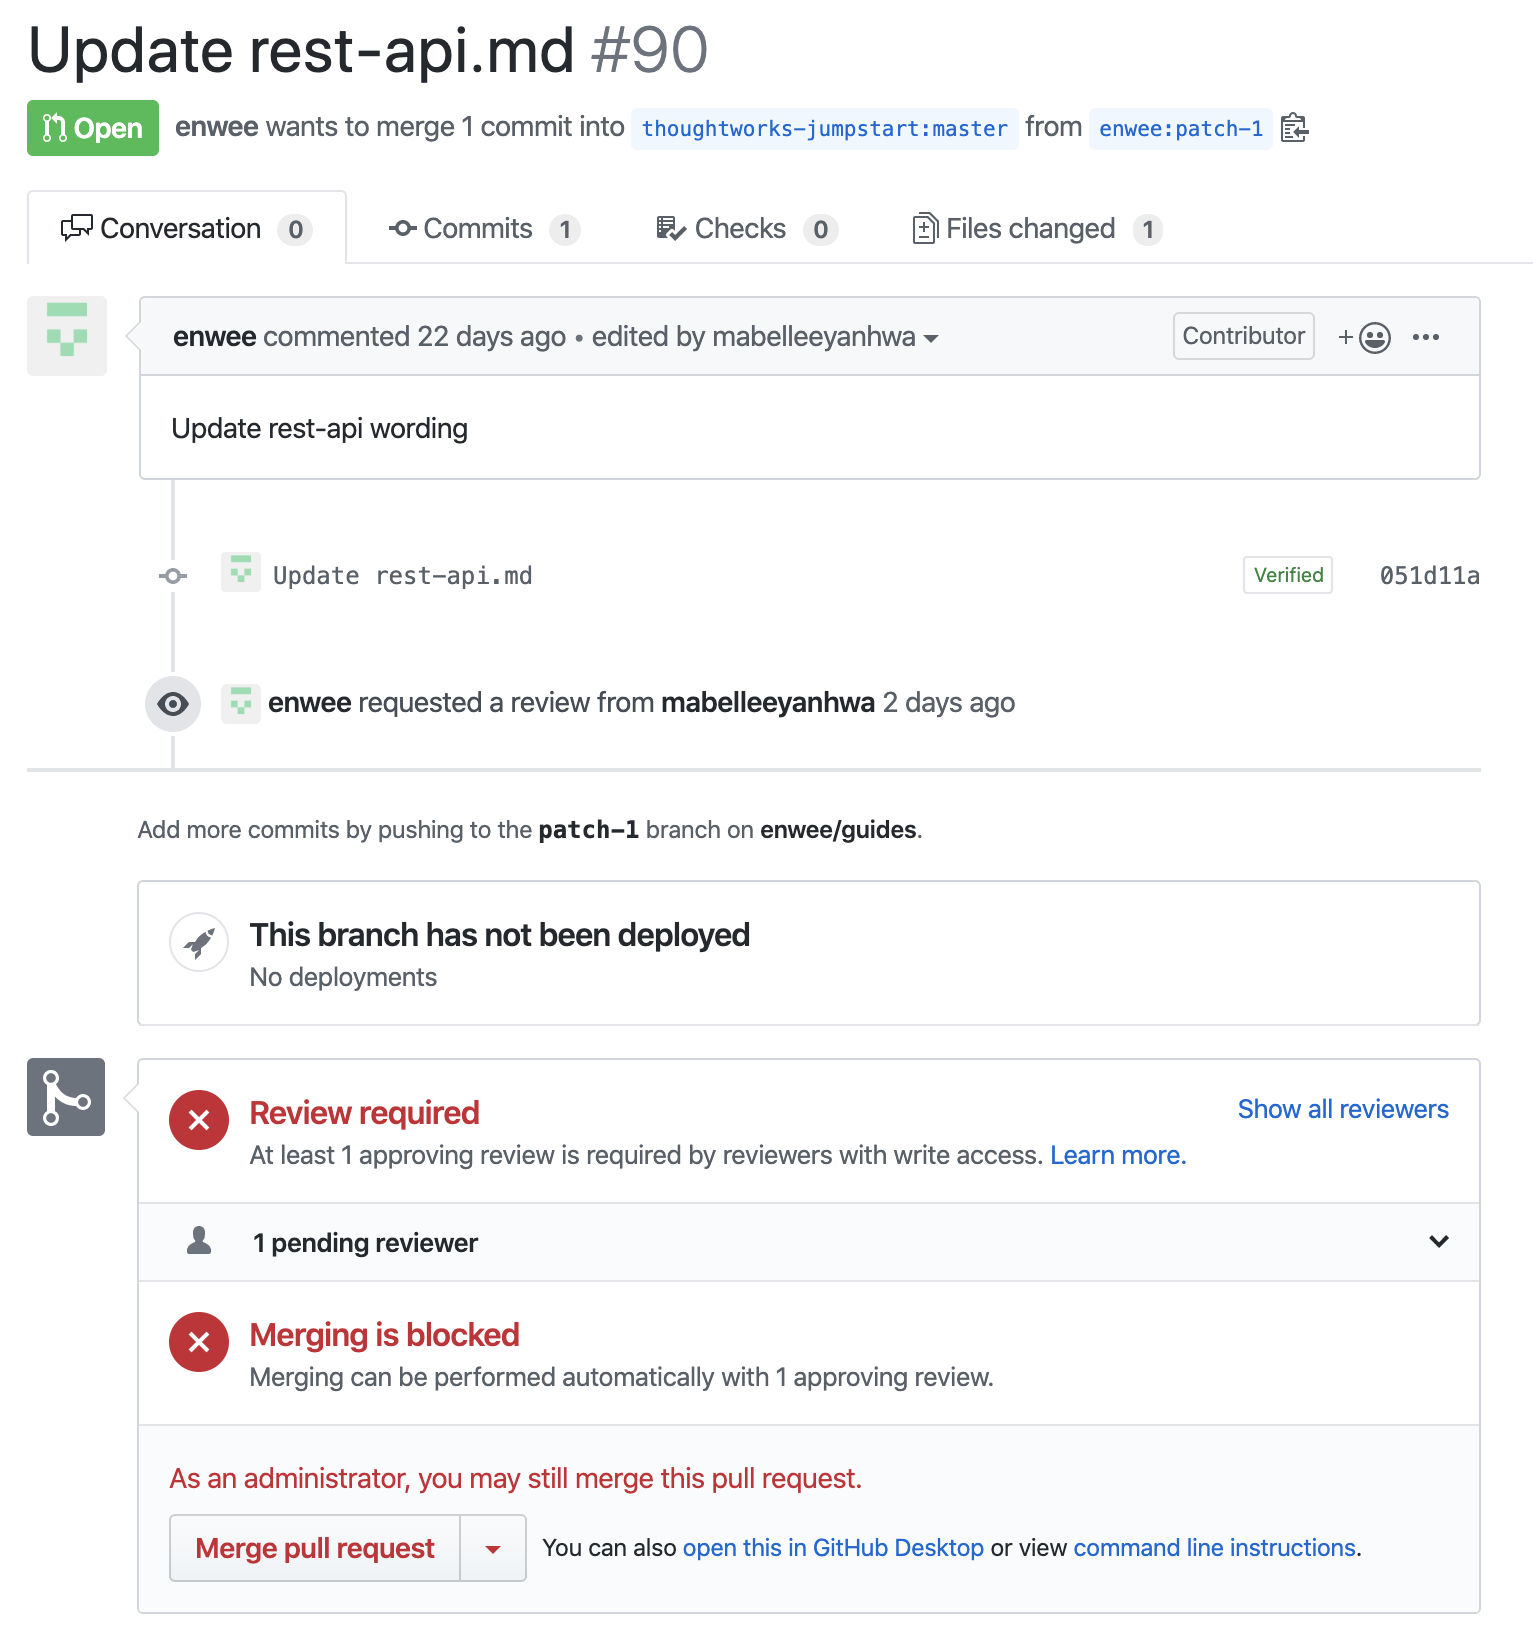 Update rest-api.md #90
Open enwee wants to merge 1 commit into thoughtworks-jumpstart:master from enwee:patch-1
Conversation 0 Commits 1 Checks 0 Files changed 1
enwee commented 22 days ago • edited by mabelleeyanhwa Contributor
Update rest-api wording
Update rest-api.md Verified 051d11a
enwee requested a review from mabelleeyanhwa 2 days ago
Add more commits by pushing to the patch-1 branch on enwee/guides.
This branch has not been deployed
No deployments
Review required Show all reviewers
At least 1 approving review is required by reviewers with write access. Learn more.
1 pending reviewer
Merging is blocked
Merging can be performed automatically with 1 approving review.
As an administrator, you may still merge this pull request.
Merge pull request You can also open this in GitHub Desktop or view command line instructions.